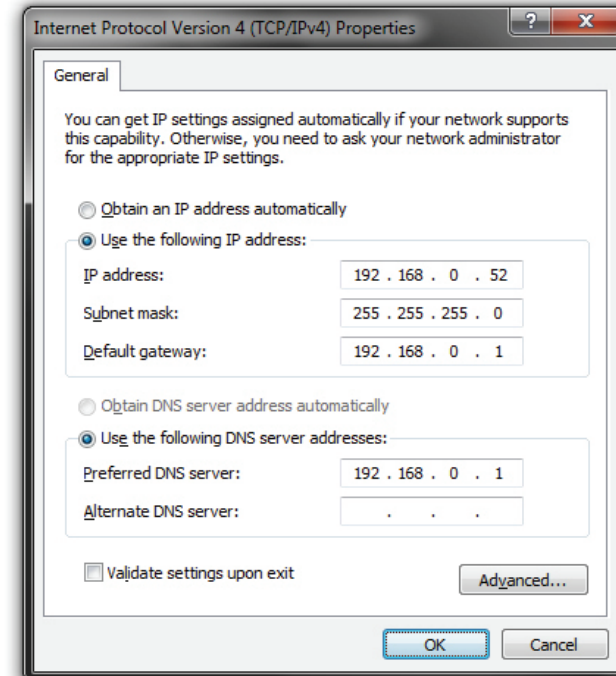 Internet Protocol Version 4 (TCP/IPv4) Properties
General
You can get IP settings assigned automatically if your network supports
this capability. Otherwise, you need to ask your network administrator
for the appropriate IP settings.
Obtain an IP address automatically
Use the following IP address:
IP address: 192 . 168 . 0 . 52
Subnet mask: 255 . 255 . 255 . 0
Default gateway: 192 . 168 . 0 . 1
Obtain DNS server address automatically
Use the following DNS server addresses:
Preferred DNS server: 192 . 168 . 0 . 1
Alternate DNS server: . . .
Validate settings upon exit
Advanced...
OK Cancel